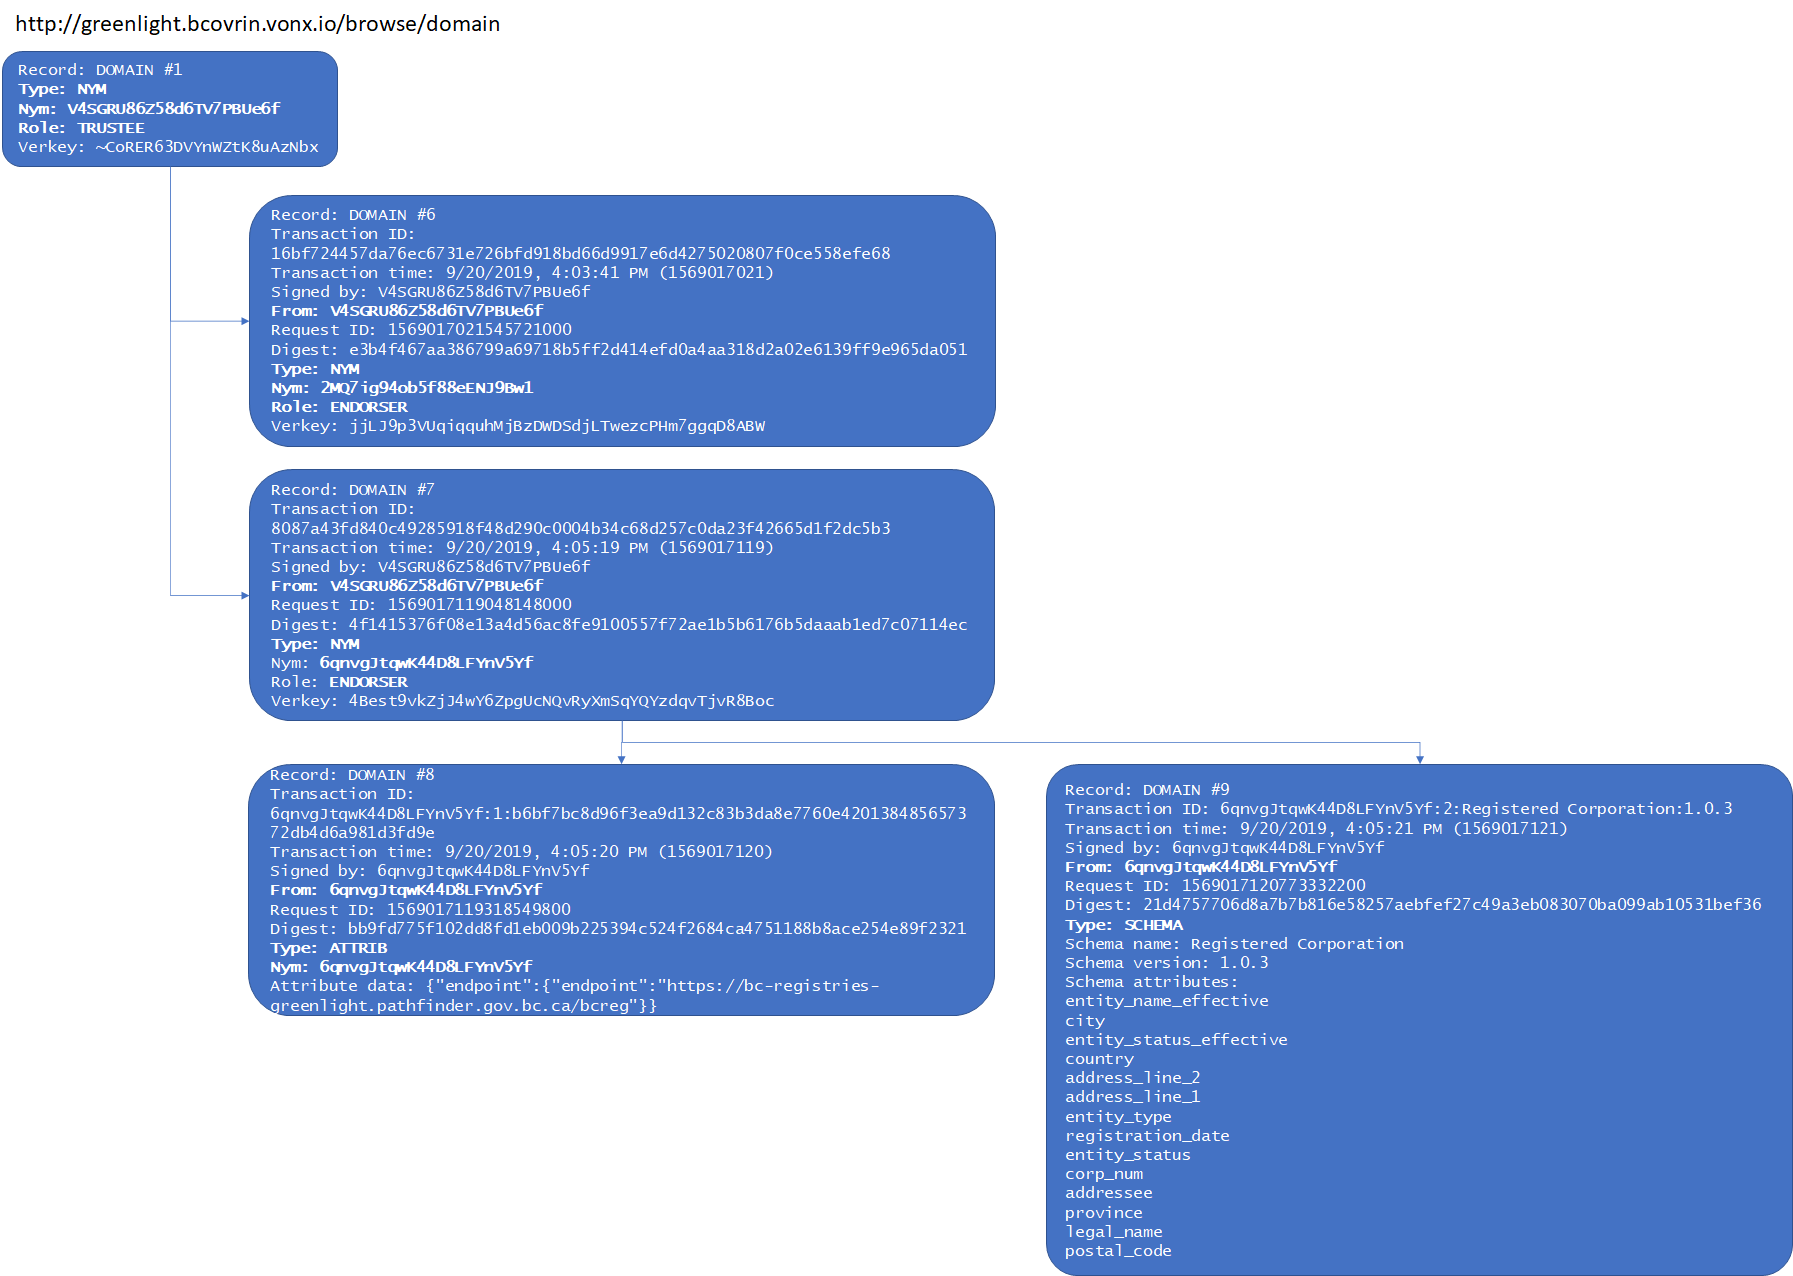 http://greenlight.bcovrin.vonx.io/browse/domain
Record: DOMAIN #1
Type: NYM
Nym: V4SGRU86Z58d6TV7PBUe6f
Role: TRUSTEE
Verkey: ~CoRER63DVYnWZtK8uAzNbx
Record: DOMAIN #6
Transaction ID:
16bf724457da76ec6731e726bfd918bd66d9917e6d4275020807f0ce558efe68
Transaction time: 9/20/2019, 4:03:41 PM (1569017021)
Signed by: V4SGRU86Z58d6TV7PBUe6f
From: V4SGRU86Z58d6TV7PBUe6f
Request ID: 1569017021545721000
Digest: e3b4f467aa386799a69718b5ff2d414efd0a4aa318d2a02e6139ff9e965da051
Type: NYM
Nym: 2MQ7ig94ob5f88eENJ9Bw1
Role: ENDORSER
Verkey: jjLJ9p3VUqiqquhMjBzDWDSdjLTwezcPHm7ggqD8ABW
Record: DOMAIN #7
Transaction ID:
8087a43fd840c49285918f48d290c0004b34c68d257c0da23f42665d1f2dc5b3
Transaction time: 9/20/2019, 4:05:19 PM (1569017119)
Signed by: V4SGRU86Z58d6TV7PBUe6f
From: V4SGRU86Z58d6TV7PBUe6f
Request ID: 1569017119048148000
Digest: 4f1415376f08e13a4d56ac8fe9100557f72ae1b5b6176b5daaab1ed7c07114ec
Type: NYM
Nym: 6qnvgJtqwK44D8LFYnV5Yf
Role: ENDORSER
Verkey: 4Best9vkZjJ4wY6ZpgUcNQvRyXmSqYQYzdqvTjvR8Boc
Record: DOMAIN #8
Transaction ID:
6qnvgJtqwK44D8LFYnV5Yf:1:b6bf7bc8d96f3ea9d132c83b3da8e7760e4201384856573
72db4d6a981d3fd9e
Transaction time: 9/20/2019, 4:05:20 PM (1569017120)
Signed by: 6qnvgJtqwK44D8LFYnV5Yf
From: 6qnvgJtqwK44D8LFYnV5Yf
Request ID: 1569017119318549800
Digest: bb9fd775f102dd8fd1eb009b225394c524f2684ca4751188b8ace254e89f2321
Type: ATTRIB
Nym: 6qnvgJtqwK44D8LFYnV5Yf
Attribute data: {"endpoint":{"endpoint":"https://bc-registries-
greenlight.pathfinder.gov.bc.ca/bcreg"}}
Record: DOMAIN #9
Transaction ID: 6qnvgJtqwK44D8LFYnV5Yf:2:Registered Corporation:1.0.3
Transaction time: 9/20/2019, 4:05:21 PM (1569017121)
Signed by: 6qnvgJtqwK44D8LFYnV5Yf
From: 6qnvgJtqwK44D8LFYnV5Yf
Request ID: 1569017120773332200
Digest: 21d4757706d8a7b7b816e58257aebfef27c49a3eb083070ba099ab10531bef36
Type: SCHEMA
Schema name: Registered Corporation
Schema version: 1.0.3
Schema attributes:
entity_name_effective
city
entity_status_effective
country
address_line_2
address_line_1
entity_type
registration_date
entity_status
corp_num
addressee
province
legal_name
postal_code